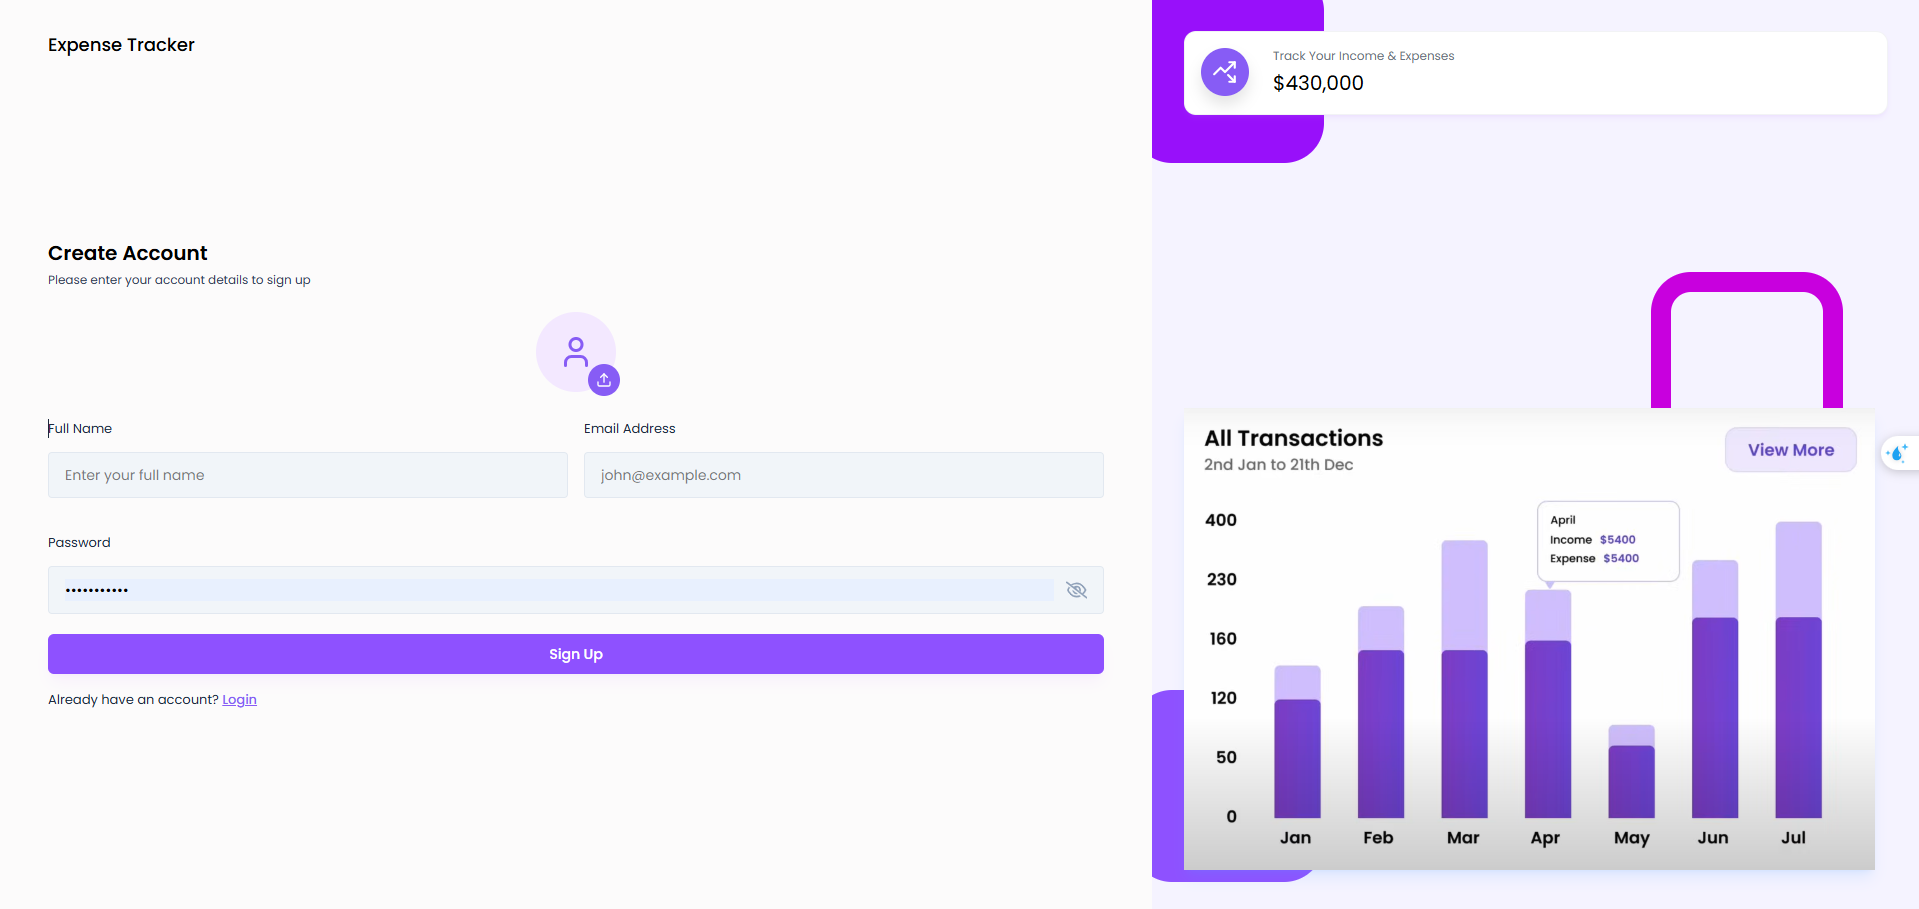 Expense Tracker
Create Account
Please enter your account details to sign up
Full Name
Email Address
Enter your full name
john@example.com
Password
•••••••••••
Sign Up
Already have an account? Login
Track Your Income & Expenses
$430,000
All Transactions
2nd Jan to 21th Dec
View More
April
Income $5400
Expense $5400
400
230
160
120
50
0
Jan Feb Mar Apr May Jun Jul